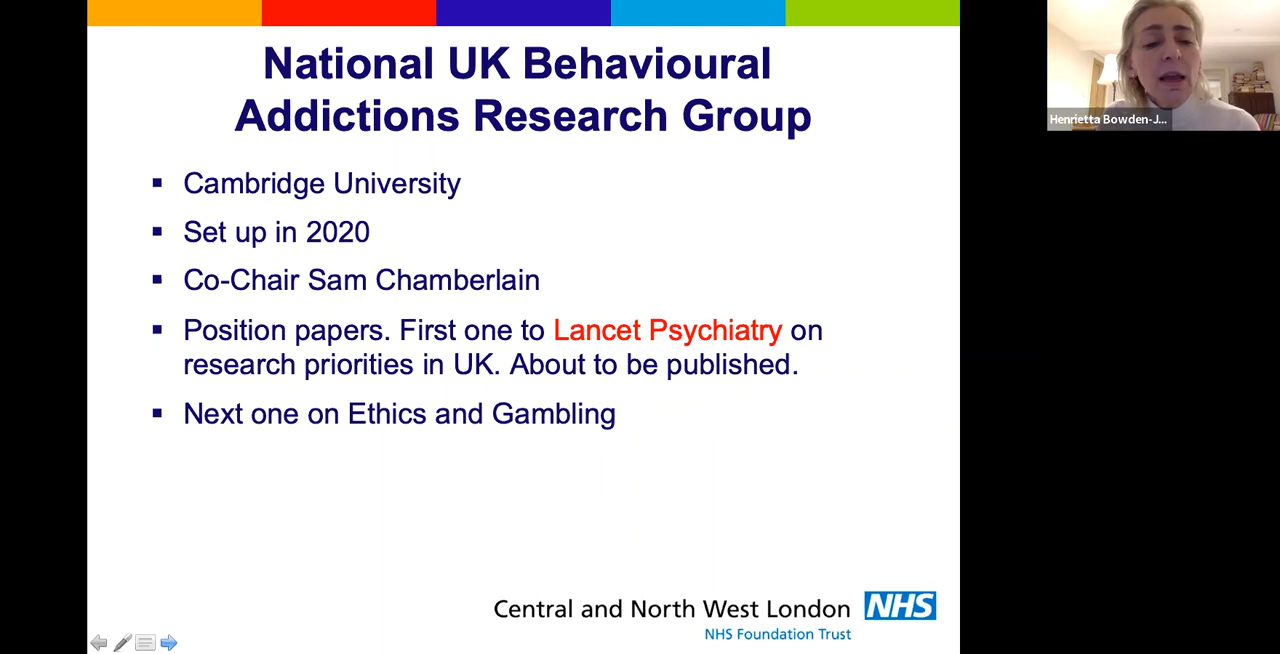 National UK Behavioural
Addictions Research Group
Cambridge University
Set up in 2020
Co-Chair Sam Chamberlain
Position papers. First one to Lancet Psychiatry on
research priorities in UK. About to be published.
Next one on Ethics and Gambling
Central and North West London NHS
NHS Foundation Trust
Henrietta Bowden-J...